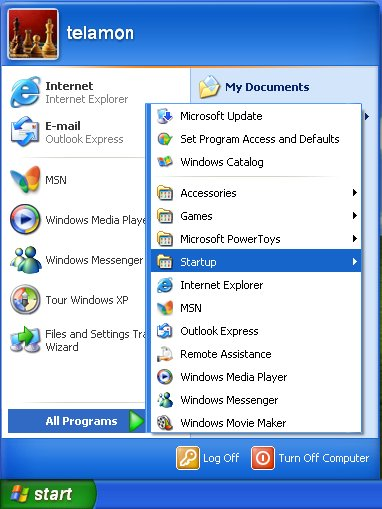 telamon
Internet
Internet Explorer
E-mail
Outlook Express
MSN
Windows Media Playe
Windows Messenger
Tour Windows XP
Files and Settings Tra
Wizard
All Programs
My Documents
Microsoft Update
Set Program Access and Defaults
Windows Catalog
Accessories
Games
Microsoft PowerToys
Startup
Internet Explorer
MSN
Outlook Express
Remote Assistance
Windows Media Player
Windows Messenger
Windows Movie Maker
Log Off
Turn Off Computer
start